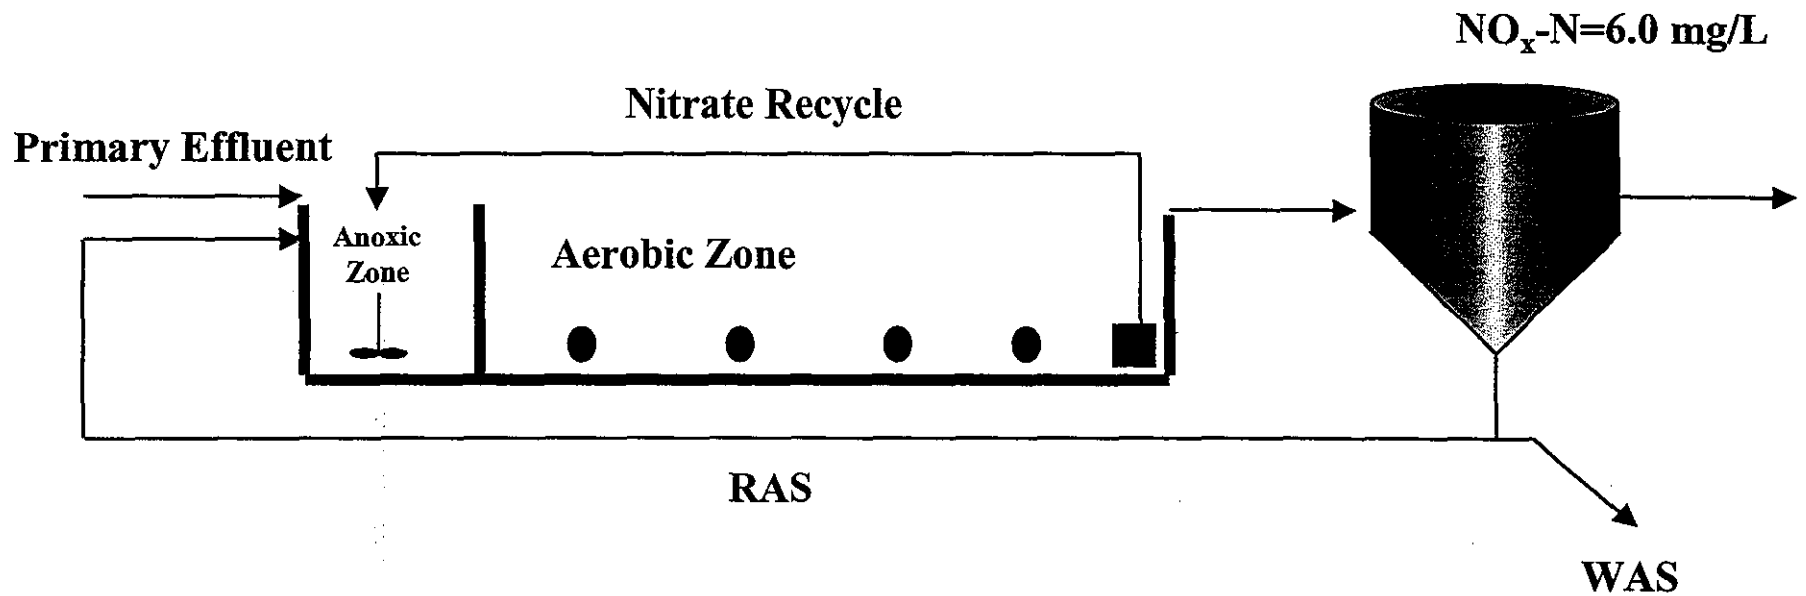 NOx-N=6.0 mg/L
Nitrate Recycle
Primary Effluent
Anoxic
Zone
Aerobic Zone
RAS
WAS